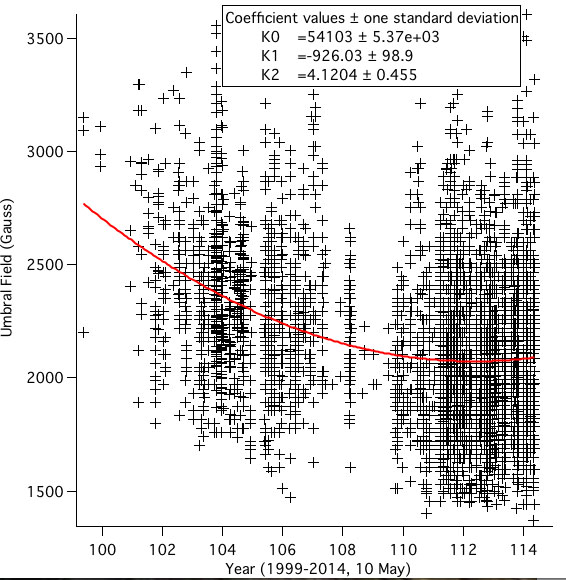 Coefficient values ± one standard deviation
K0 =54103 ± 5.37e+03
K1 =-926.03 ± 98.9
K2 =4.1204 ± 0.455
3500
3000
2500
2000
1500
Umbral Field (Gauss)
100 102 104 106 108 110 112 114
Year (1999-2014, 10 May)